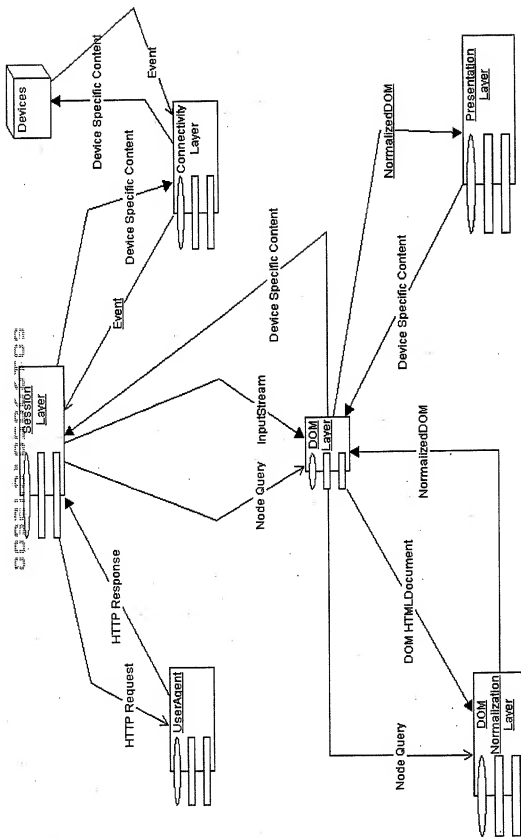 Devices
Session
Layer
Device Specific Content
Event
HTTP Response
HTTP Request
Event
Device Specific Content
UserAgent
Connectivity
Layer
Node Query
InputStream
Device Specific Content
DOM
Layer
NormalizedDOM
Node Query
DOM HTMLDocument
NormalizedDOM
Device Specific Content
DOM
Normalization
Layer
Presentation
Layer